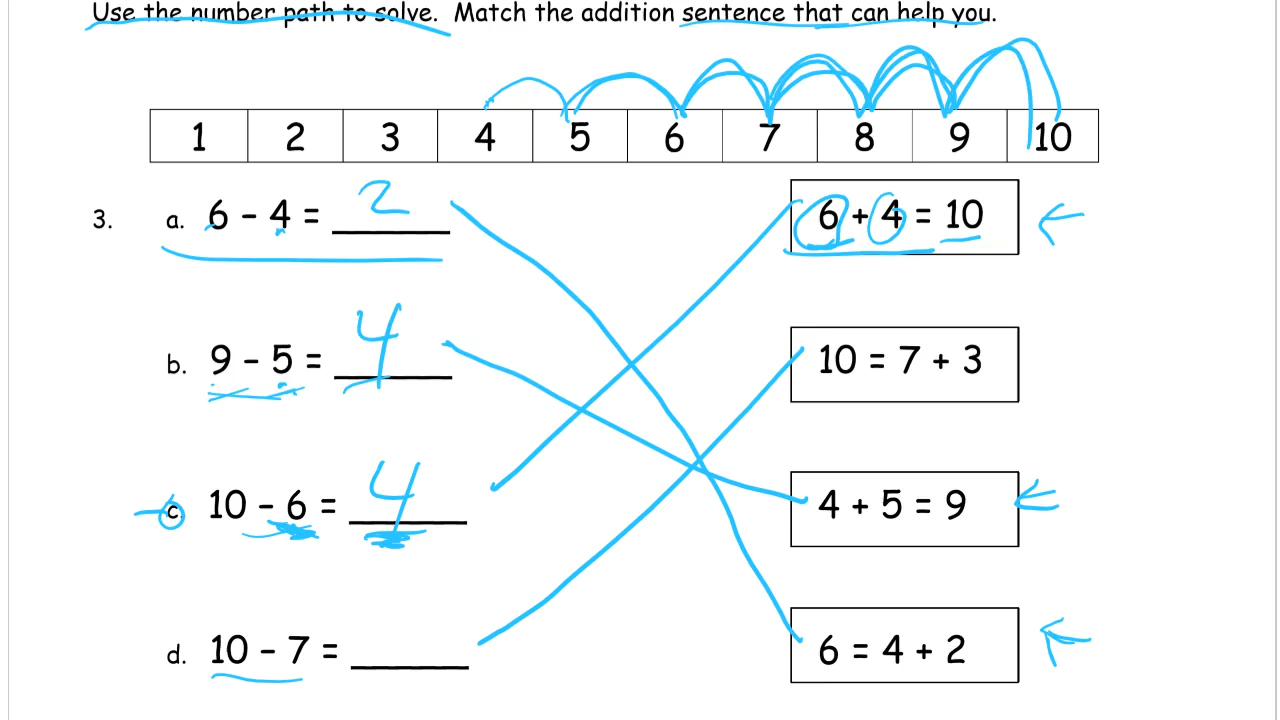 Use the number path to solve. Match the addition sentence that can help you.
1 2 3 4 5 6 7 8 9 10
3. a. 6 - 4 = 2
6 + 4 = 10
b. 9 - 5 = 4
10 = 7 + 3
c. 10 - 6 = 4
4 + 5 = 9
d. 10 - 7 = ______
6 = 4 + 2